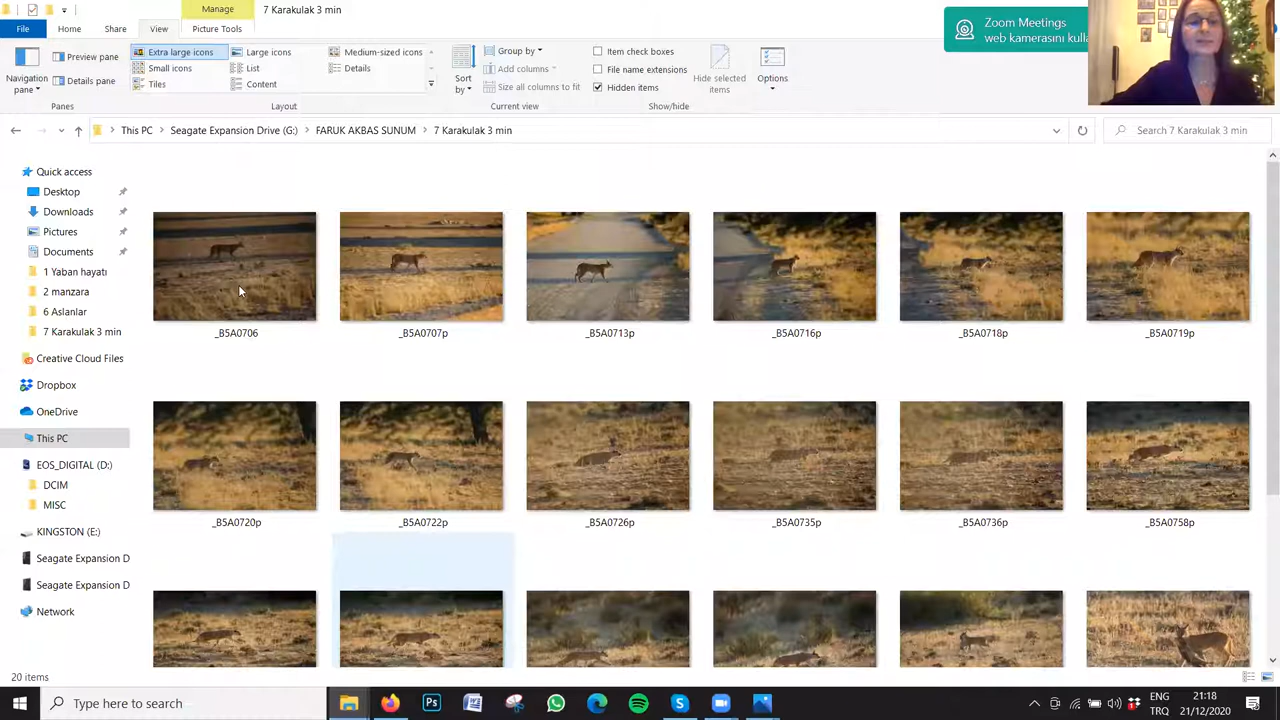 Manage
7 Karakulak 3 min
File
Home
Share
View
Picture Tools
Navigation pane
Preview pane
Details pane
Panes
Extra large icons
Large icons
Medium-sized icons
Small icons
List
Details
Tiles
Content
Layout
Sort by
Group by
Add columns
Size all columns to fit
Current view
Item check boxes
File name extensions
Hidden items
Hide selected items
Show/hide
Options
Zoom Meetings
web kamerasını kulla
This PC
Seagate Expansion Drive (G:)
FARUK AKBAS SUNUM
7 Karakulak 3 min
Search 7 Karakulak 3 min
Quick access
Desktop
Downloads
Pictures
Documents
1 Yaban hayatı
2 manzara
6 Aslanlar
7 Karakulak 3 min
Creative Cloud Files
Dropbox
OneDrive
This PC
EOS_DIGITAL (D:)
DCIM
MISC
KINGSTON (E:)
Seagate Expansion D
Seagate Expansion D
Network
_B5A0706
_B5A0707p
_B5A0713p
_B5A0716p
_B5A0718p
_B5A0719p
_B5A0720p
_B5A0722p
_B5A0726p
_B5A0735p
_B5A0736p
_B5A0758p
20 items
Type here to search
Ps
ENG
TRQ
21:18
21/12/2020